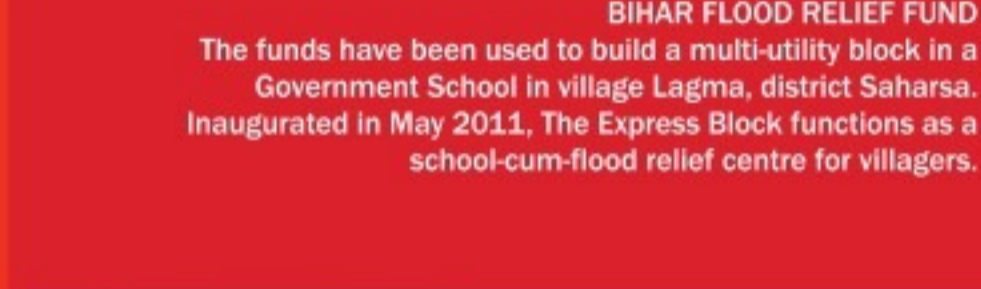 BIHAR FLOOD RELIEF FUND
The funds have been used to build a multi-utility block in a
Government School in village Lagma, district Saharsa.
Inaugurated in May 2011, The Express Block functions as a
school-cum-flood relief centre for villagers.